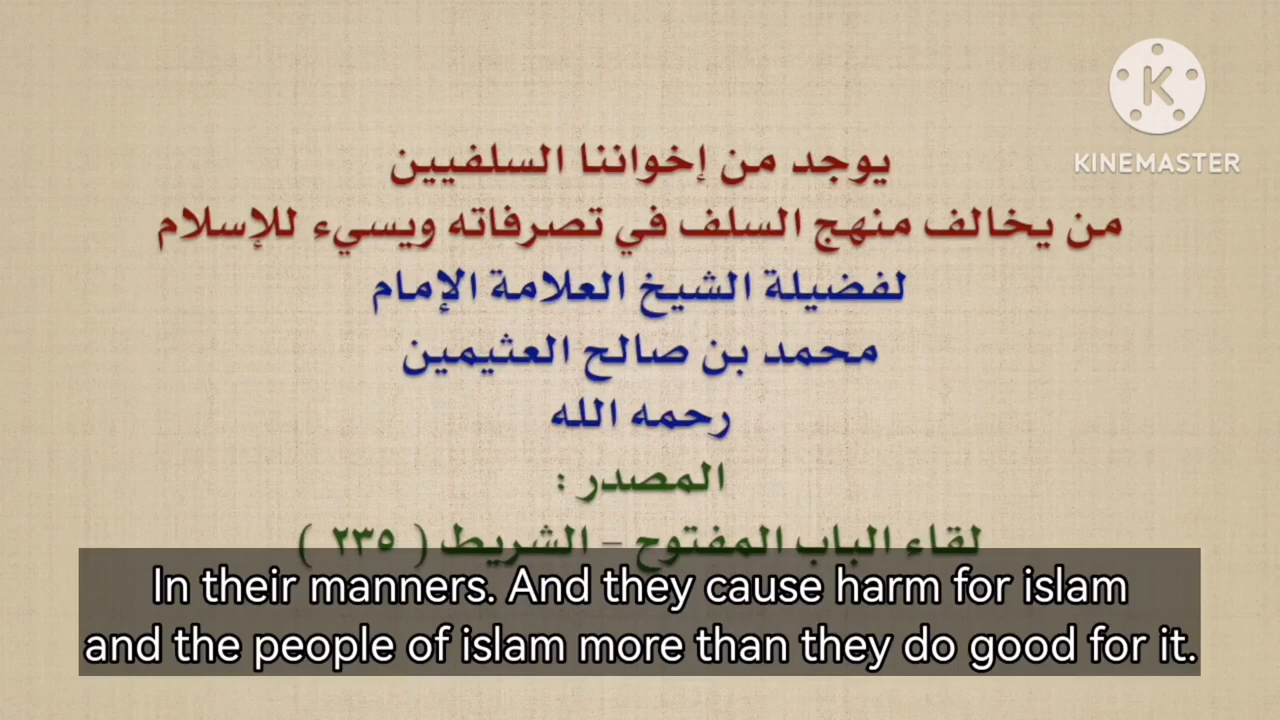 K
KINEMASTER
يوجد من إخواننا السلفيين
من يخالف منهج السلف في تصرفاته ويسيء للإسلام
لفضيلة الشيخ العلامة الإمام
محمد بن صالح العثيمين
رحمه الله
المصدر :
لقاء الباب المفتوح - الشريط ( ٢٣٥ )
In their manners. And they cause harm for islam
and the people of islam more than they do good for it.